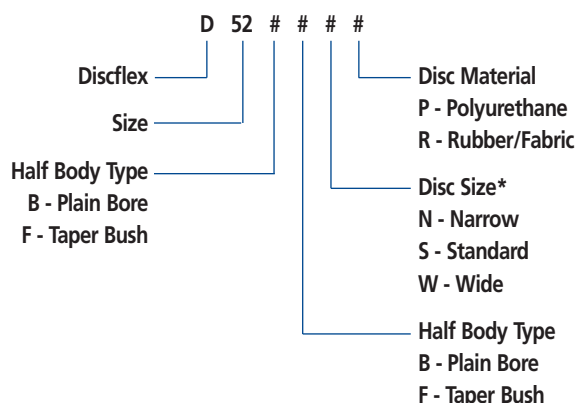 D 52 # # # #
Discflex
Size
Half Body Type
B - Plain Bore
F - Taper Bush
Disc Material
P - Polyurethane
R - Rubber/Fabric
Disc Size*
N - Narrow
S - Standard
W - Wide
Half Body Type
B - Plain Bore
F - Taper Bush